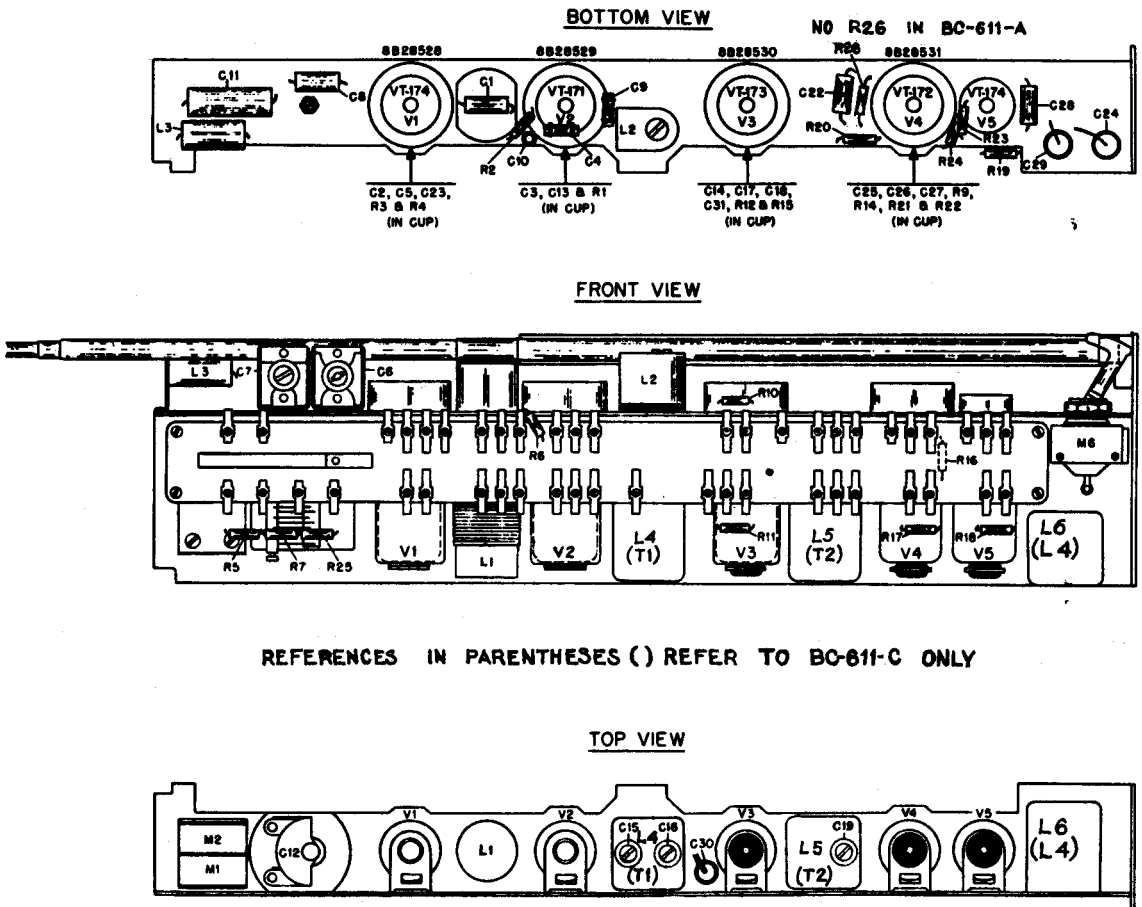 BOTTOM VIEW
NO R26 IN BC-611-A
8B28528 8B28529 8B28530 8B28531
R26
C11 C8 C1 C9 C22 C28 C24
L3 VT-174 V1 VT-171 V2 L2 VT-173 V3 VT-172 V4 VT-174 V5
R2 C10 C4 R20 R24 R23 R19 C29
C2, C5, C23, R3 & R4 (IN CUP)
C3, C13 & R1 (IN CUP)
C14, C17, C18, C31, R12 & R15 (IN CUP)
C25, C26, C27, R9, R14, R21 & R22 (IN CUP)
FRONT VIEW
L3 C7 C6 L2 R10
R6 R16 M6
R5 R7 R25 V1 L1 V2 L4 (T1) V3 R11 L5 (T2) R17 V4 R18 V5 L6 (L4)
REFERENCES IN PARENTHESES ( ) REFER TO BC-611-C ONLY
TOP VIEW
V1 V2 V3 V4 V5
M2 M1 C12 L1 C15 L4 C16 (T1) C30 C19 L5 (T2) L6 (L4)